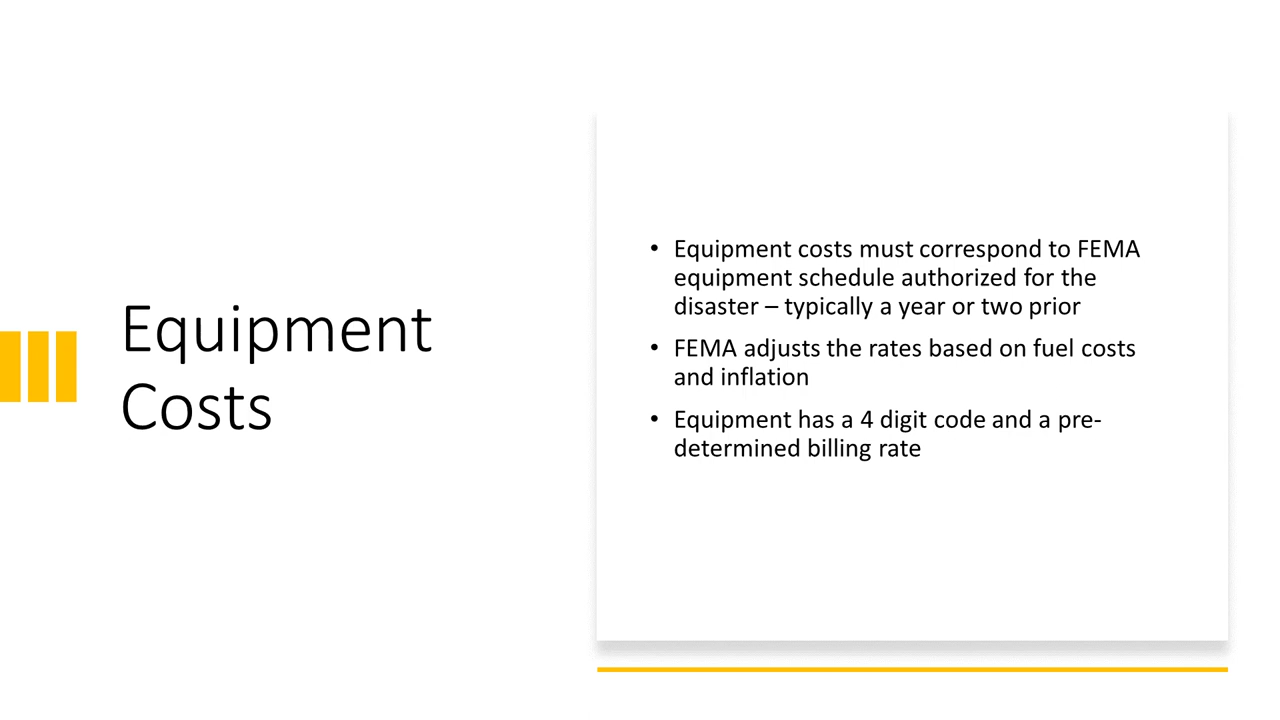 Equipment
Costs
• Equipment costs must correspond to FEMA
equipment schedule authorized for the
disaster – typically a year or two prior
• FEMA adjusts the rates based on fuel costs
and inflation
• Equipment has a 4 digit code and a pre-
determined billing rate